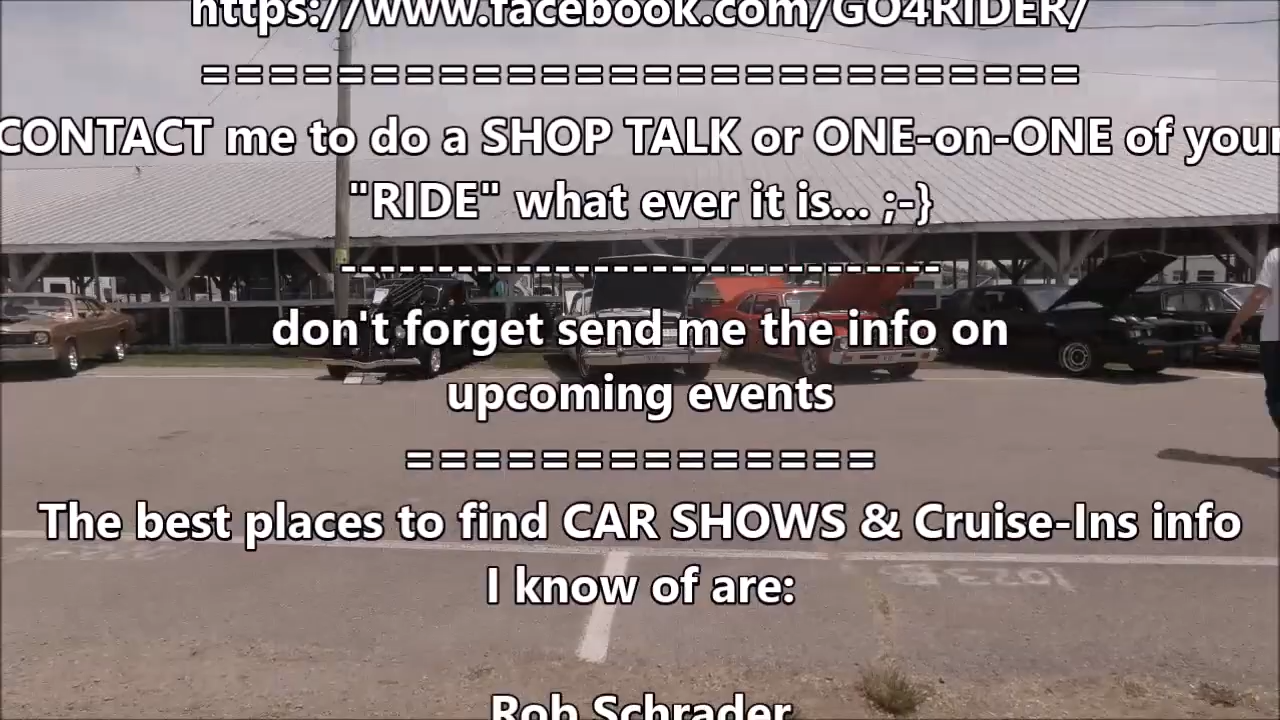 https://www.facebook.com/GO4RIDER/
==========================
CONTACT me to do a SHOP TALK or ONE-on-ONE of your
"RIDE" what ever it is... ;-}
------------------------------
don't forget send me the info on
upcoming events
==============
The best places to find CAR SHOWS & Cruise-Ins info
I know of are:
Rob Schrader